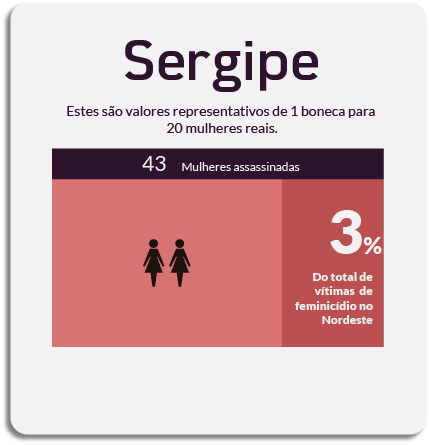 Sergipe
Estes são valores representativos de 1 boneca para
20 mulheres reais.
43 Mulheres assassinadas
3%
Do total de
vítimas de
feminicídio no
Nordeste